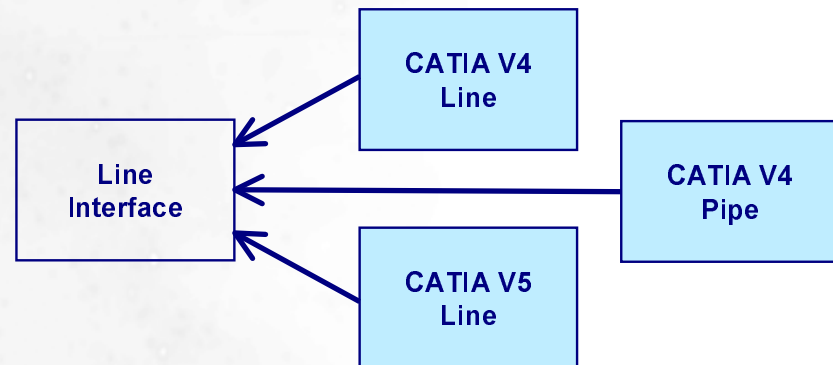 CATIA V4
Line
Line
Interface
CATIA V4
Pipe
CATIA V5
Line